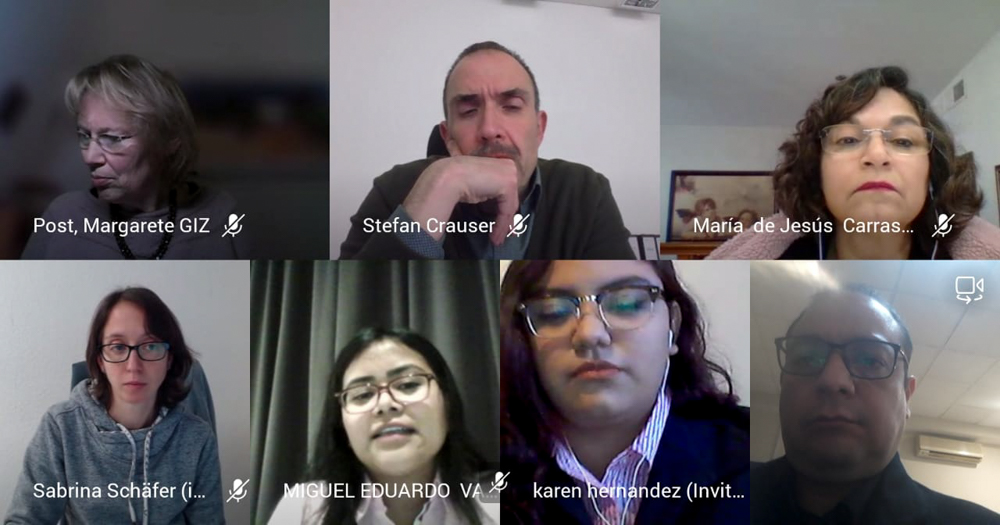 Post, Margarete GIZ
Stefan Crauser
María de Jesús Carras...
Sabrina Schäfer (i...
MIGUEL EDUARDO VA...
karen hernandez (Invit...